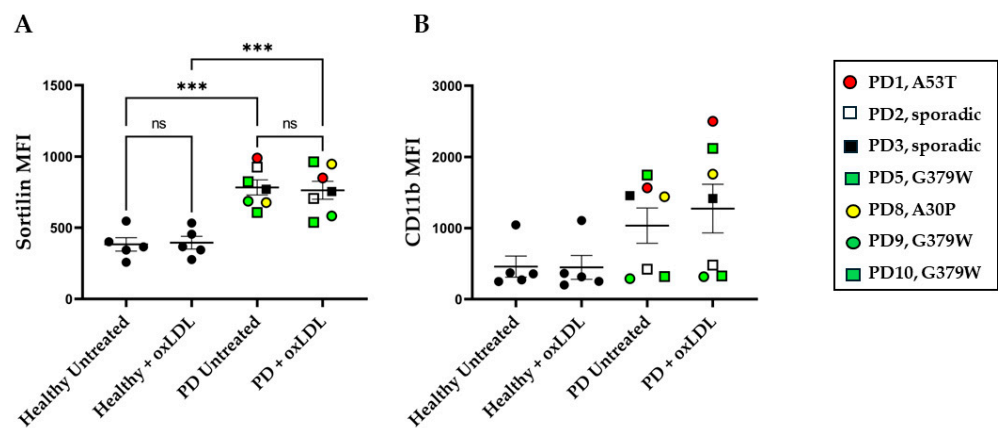 A
Sortilin MFI
1500
1000
500
0
***
***
ns
ns
Healthy Untreated
Healthy + oxLDL
PD Untreated
PD + oxLDL
B
CD11b MFI
3000
2000
1000
0
Healthy Untreated
Healthy + oxLDL
PD Untreated
PD + oxLDL
PD1, A53T
PD2, sporadic
PD3, sporadic
PD5, G379W
PD8, A30P
PD9, G379W
PD10, G379W